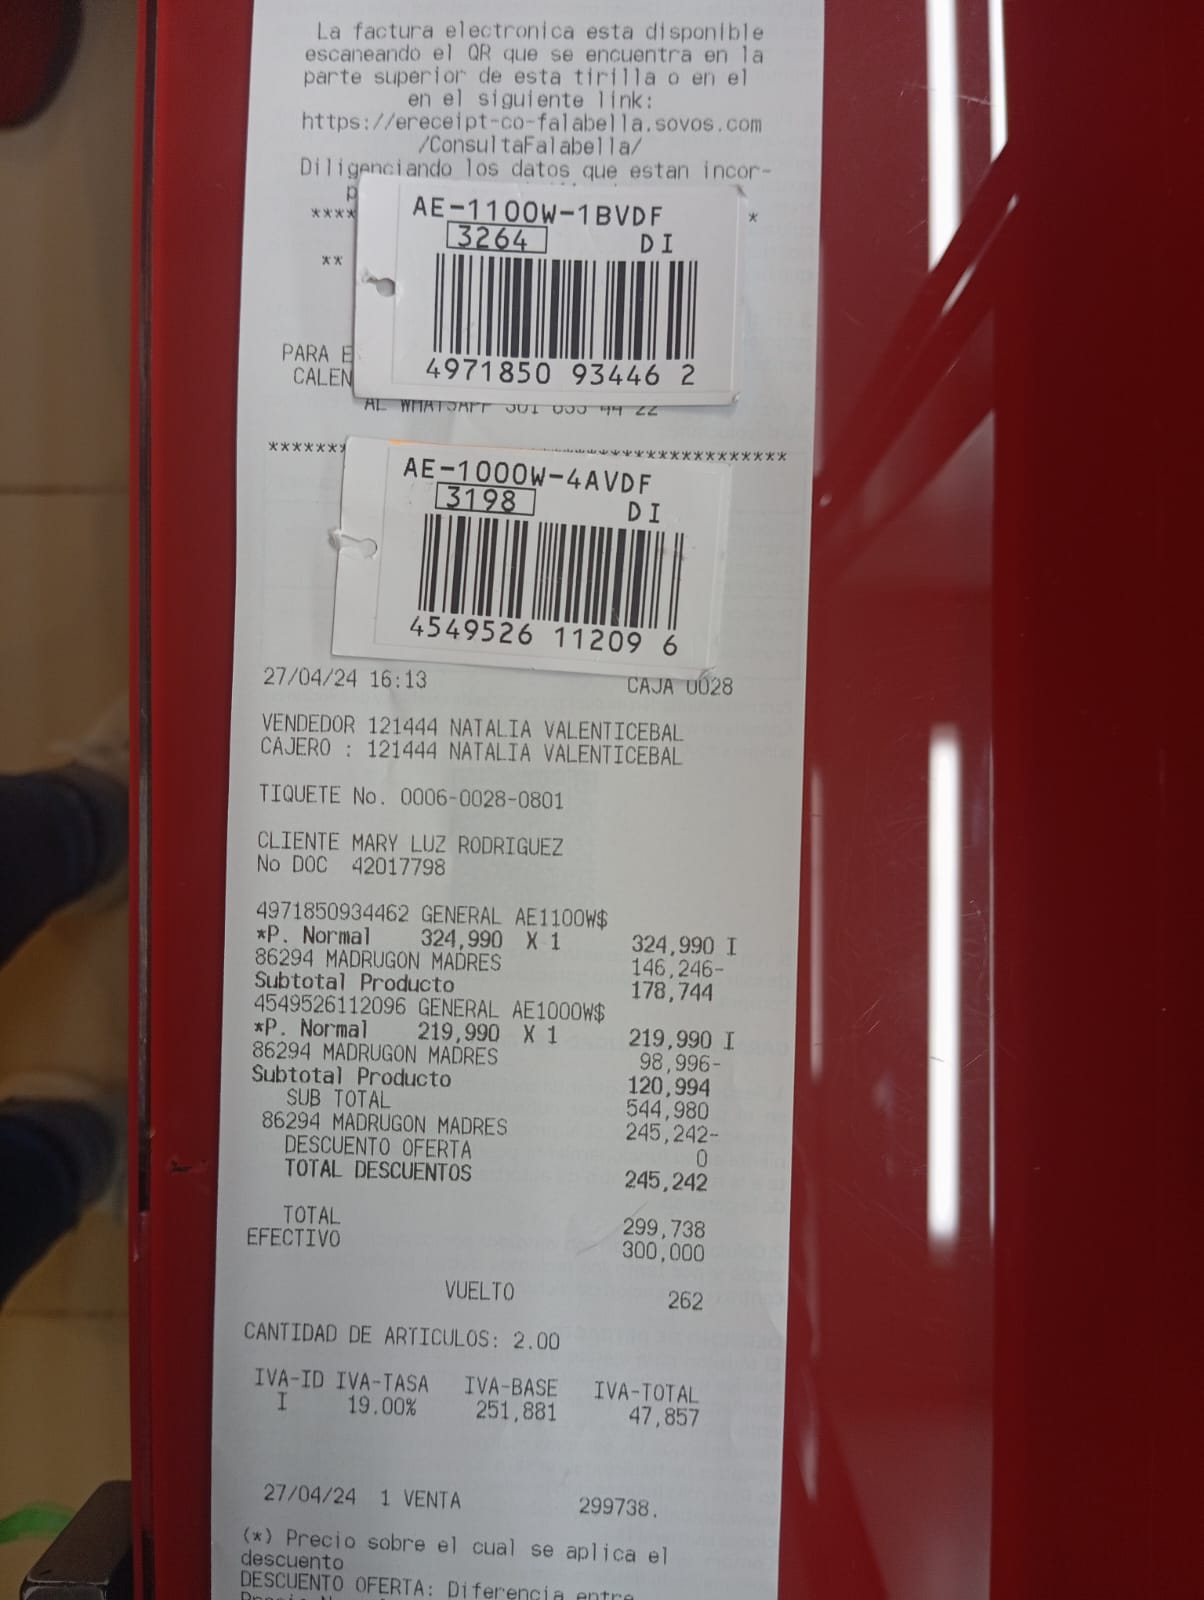 La factura electronica esta disponible
escaneando el QR que se encuentra en la
parte superior de esta tirilla o en el
en el siguiente link:
https://ereceipt-co-falabella.sovos.com
/ConsultaFalabella/
Diligenciando los datos que estan incor-
**** *
AE-1100W-1BVDF
3264 DI
**
4971850 93446 2
PARA
AL WHATSAPP 301 633 44 22
******* *********************
AE-1000W-4AVDF
3198 DI
4549526 11209 6
27/04/24 16:13 CAJA 0028
VENDEDOR 121444 NATALIA VALENTICEBAL
CAJERO : 121444 NATALIA VALENTICEBAL
TIQUETE No. 0006-0028-0801
CLIENTE MARY LUZ RODRIGUEZ
No DOC 42017798
4971850934462 GENERAL AE1100W$
*P. Normal 324,990 X 1 324,990 I
86294 MADRUGON MADRES 146,246-
Subtotal Producto 178,744
4549526112096 GENERAL AE1000W$
*P. Normal 219,990 X 1 219,990 I
86294 MADRUGON MADRES 98,996-
Subtotal Producto 120,994
SUB TOTAL 544,980
86294 MADRUGON MADRES 245,242-
DESCUENTO OFERTA 0
TOTAL DESCUENTOS 245,242
TOTAL 299,738
EFECTIVO 300,000
VUELTO 262
CANTIDAD DE ARTICULOS: 2.00
IVA-ID IVA-TASA IVA-BASE IVA-TOTAL
I 19.00% 251,881 47,857
27/04/24 1 VENTA 299738.
(*) Precio sobre el cual se aplica el
descuento
DESCUENTO OFERTA: Diferencia entre